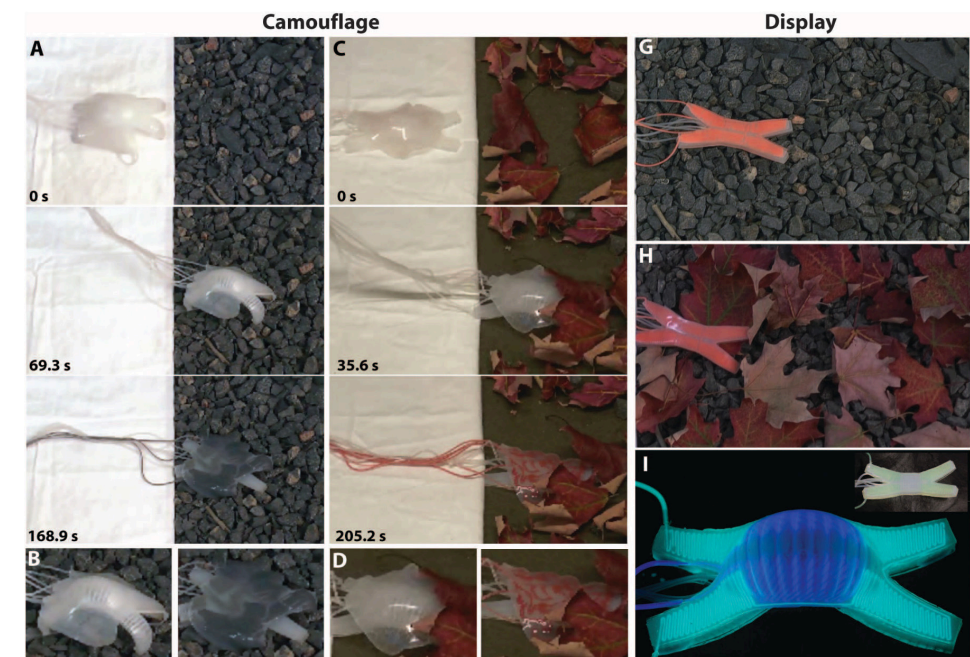 Camouflage
Display
A
0 s
69.3 s
168.9 s
B
C
0 s
35.6 s
205.2 s
D
G
H
I